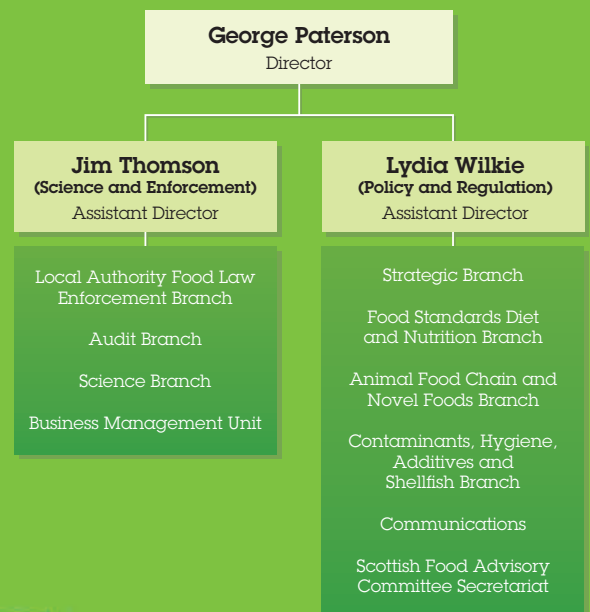 George Paterson
Director
Jim Thomson
(Science and Enforcement)
Assistant Director
Local Authority Food Law
Enforcement Branch
Audit Branch
Science Branch
Business Management Unit
Lydia Wilkie
(Policy and Regulation)
Assistant Director
Strategic Branch
Food Standards Diet
and Nutrition Branch
Animal Food Chain and
Novel Foods Branch
Contaminants, Hygiene,
Additives and
Shellfish Branch
Communications
Scottish Food Advisory
Committee Secretariat